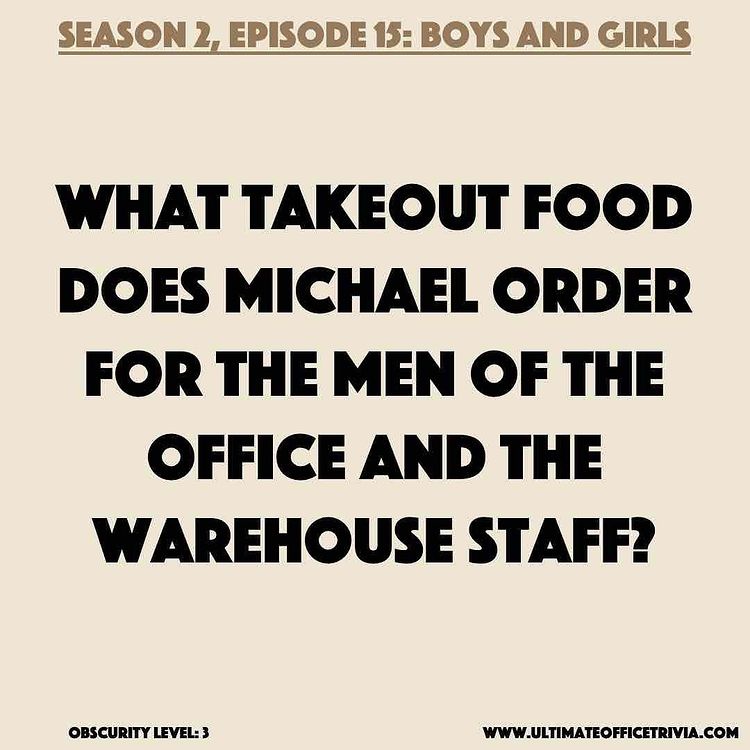 SEASON 2, EPISODE 15: BOYS AND GIRLS
WHAT TAKEOUT FOOD
DOES MICHAEL ORDER
FOR THE MEN OF THE
OFFICE AND THE
WAREHOUSE STAFF?
OBSCURITY LEVEL: 3
WWW.ULTIMATEOFFICETRIVIA.COM